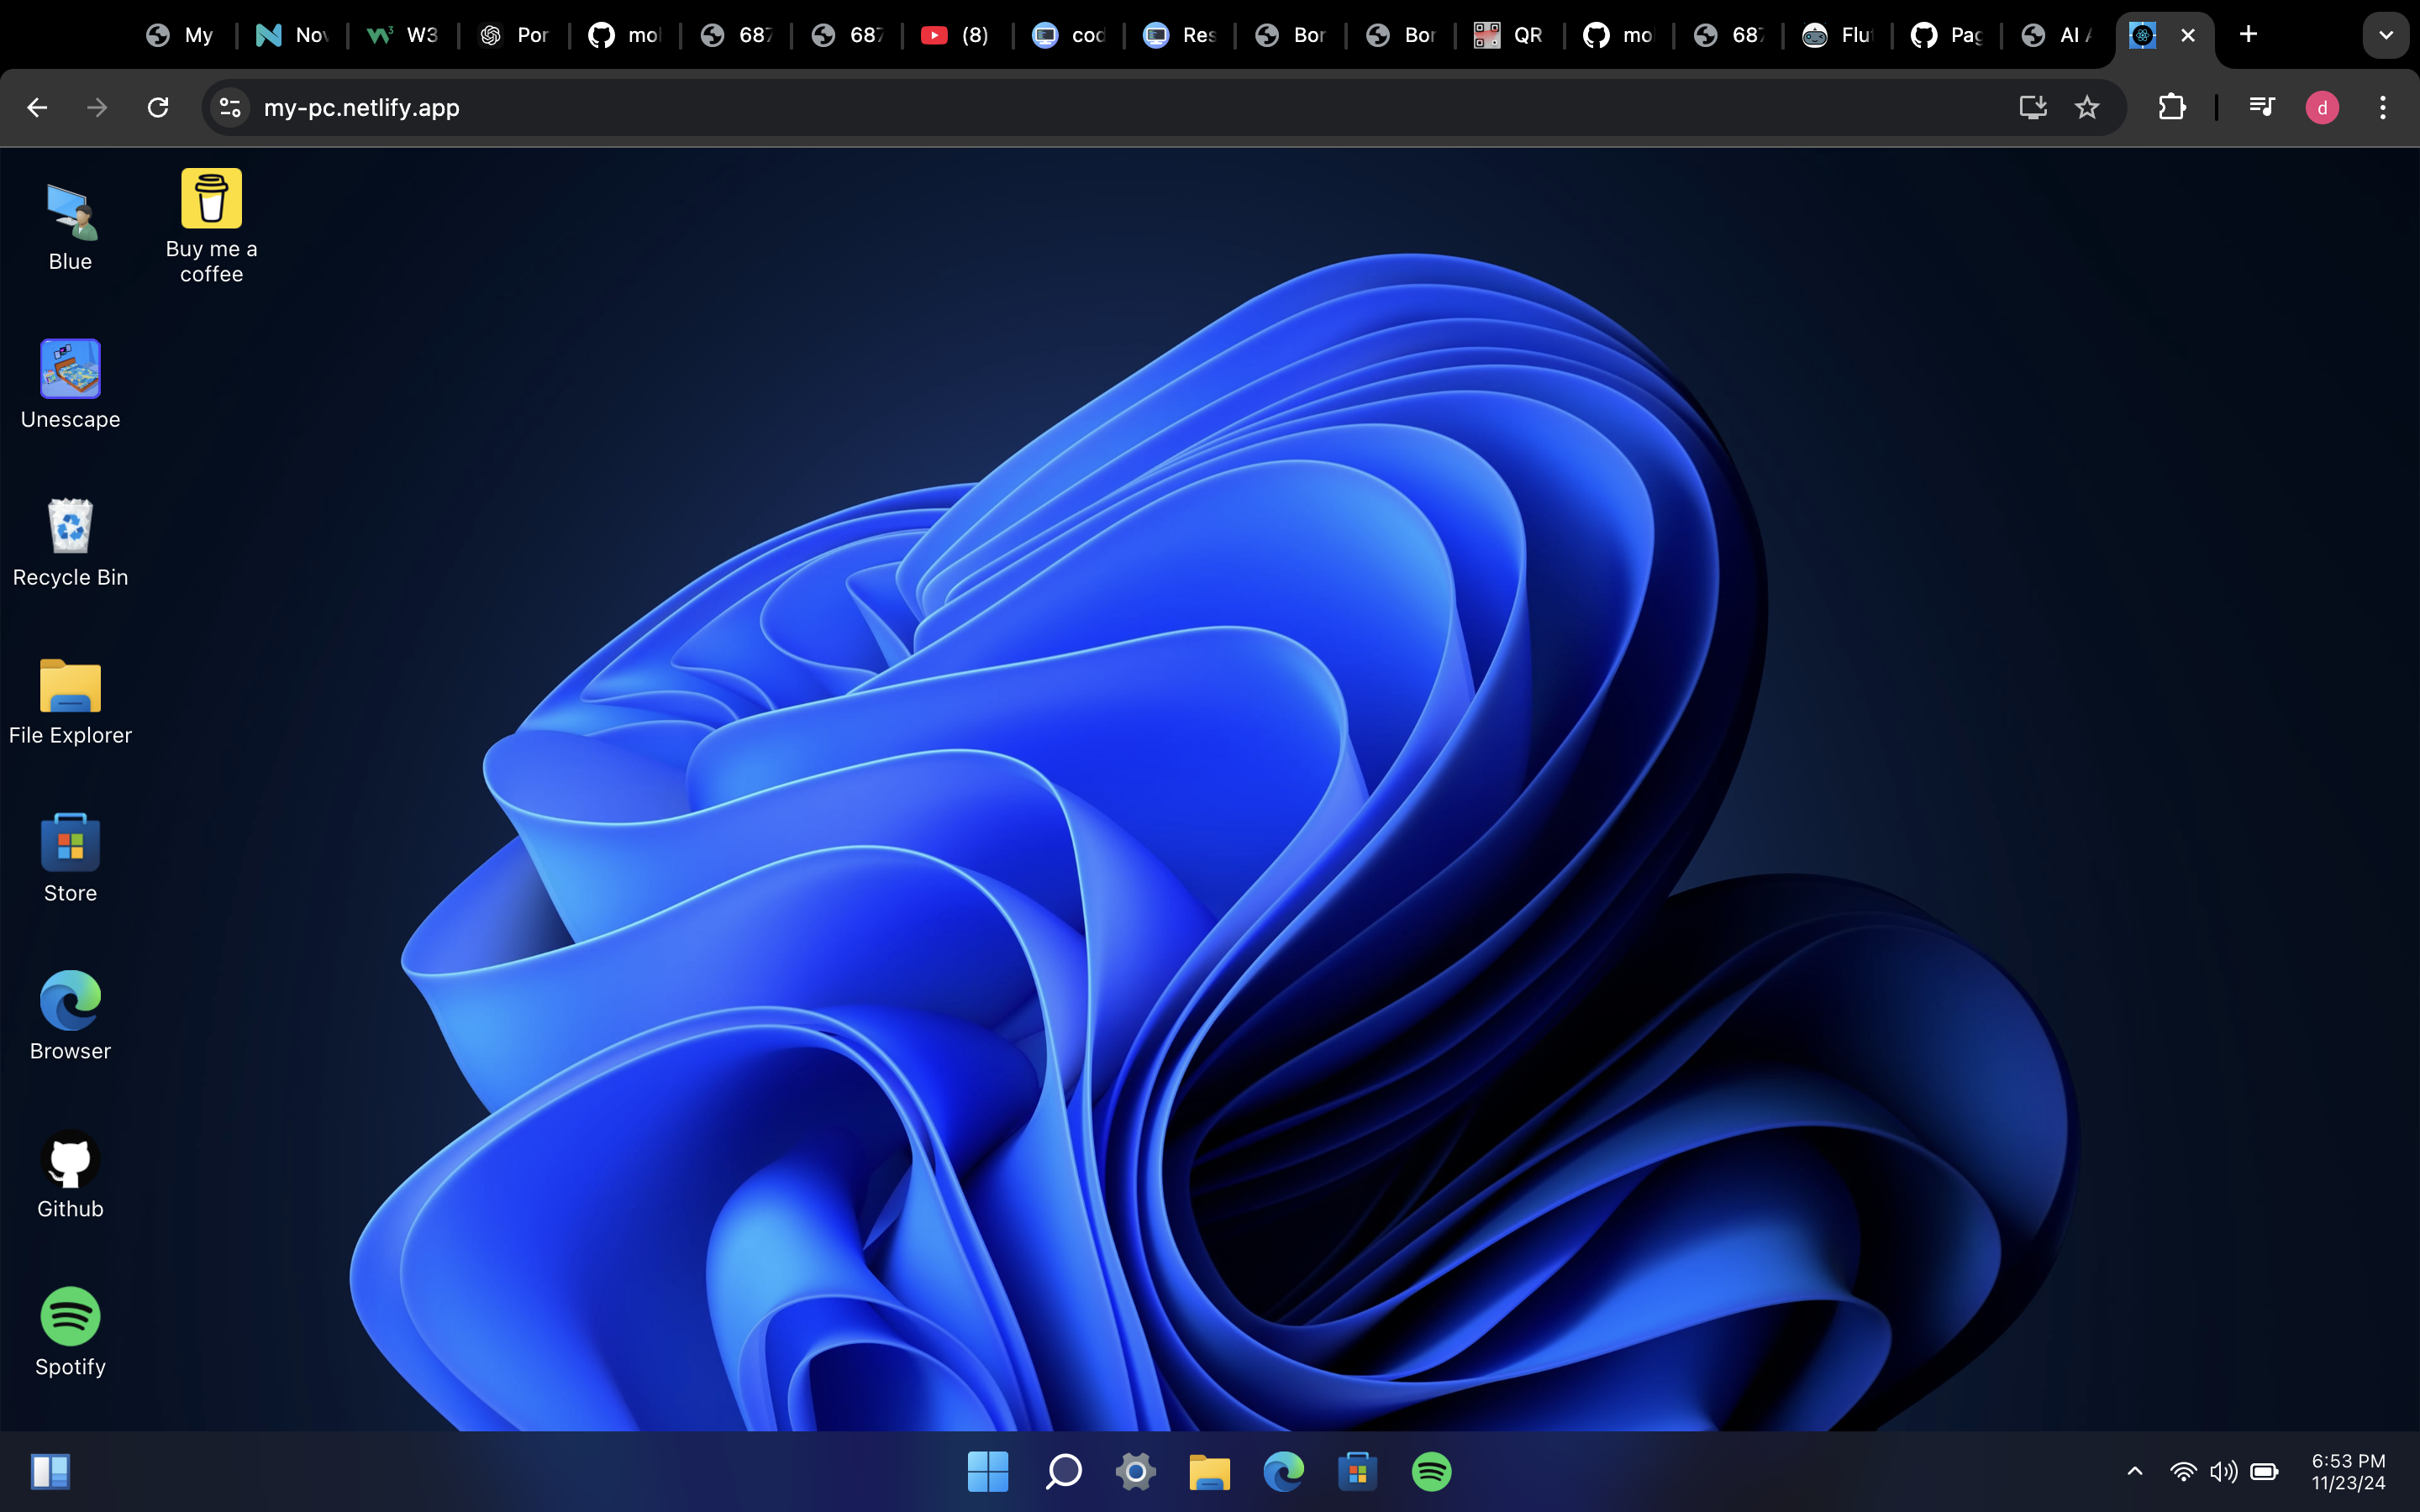 My
Nov
W3
Por
mol
687
687
(8)
cod
Res
Bor
Bor
QR
mo
687
Flu
Pag
AI A
my-pc.netlify.app
d
Blue
Buy me a
coffee
Unescape
Recycle Bin
File Explorer
Store
Browser
Github
Spotify
6:53 PM
11/23/24